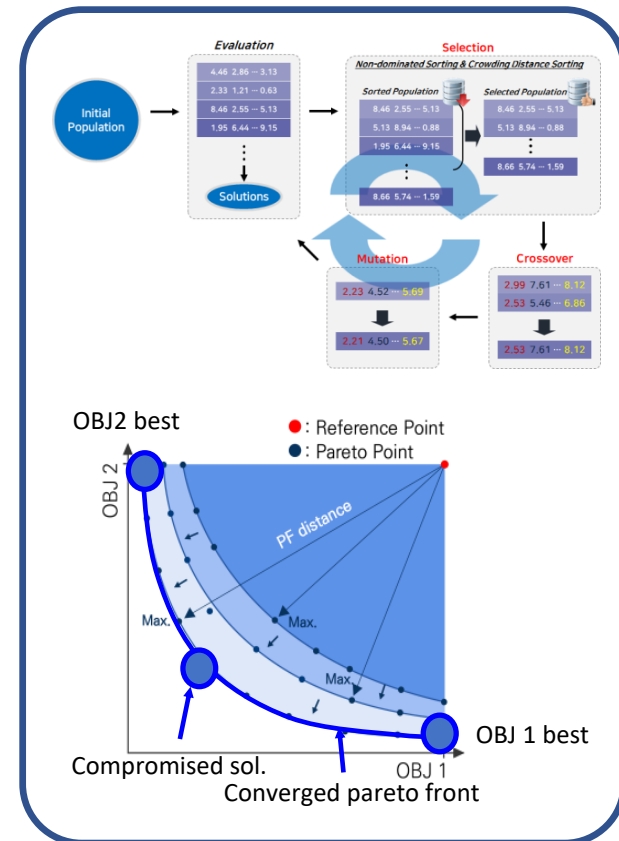 Evaluation
4.46 2.86 ··· 3.13
2.33 1.21 ··· 0.63
8.46 2.55 ··· 5.13
1.95 6.44 ··· 9.15
Solutions
Initial
Population
Selection
Non-dominated Sorting & Crowding Distance Sorting
Sorted Population
8.46 2.55 ··· 5.13
5.13 8.94 ··· 0.88
1.95 6.44 ··· 9.15
8.66 5.74 ··· 1.59
Selected Population
8.46 2.55 ··· 5.13
5.13 8.94 ··· 0.88
8.66 5.74 ··· 1.59
Mutation
2.23 4.52 ··· 5.69
2.21 4.50 ··· 5.67
Crossover
2.99 7.61 ··· 8.12
2.53 5.46 ··· 6.86
2.53 7.61 ··· 8.12
OBJ2 best
: Reference Point
: Pareto Point
OBJ 2
PF distance
Max.
Max.
Max.
OBJ 1 best
OBJ 1
Compromised sol.
Converged pareto front